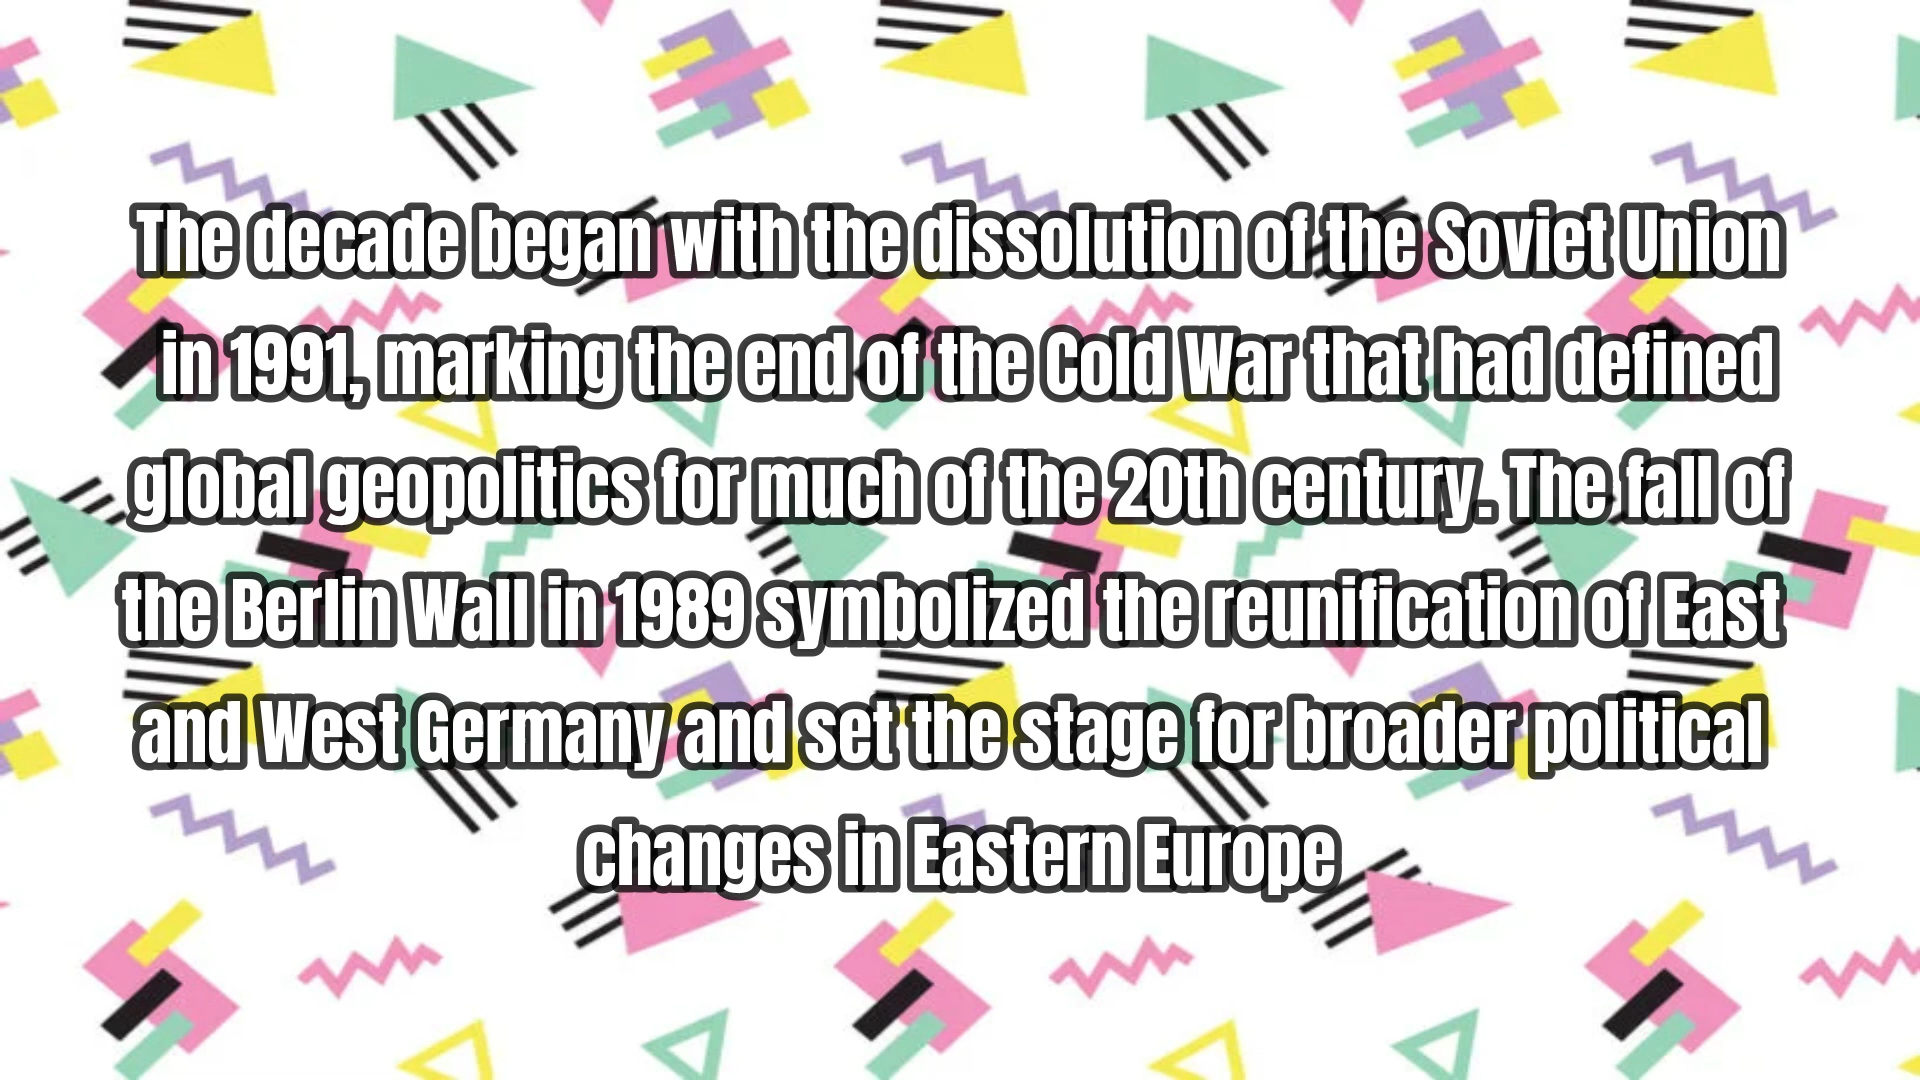 The decade began with the dissolution of the Soviet Union
in 1991, marking the end of the Cold War that had defined
global geopolitics for much of the 20th century. The fall of
the Berlin Wall in 1989 symbolized the reunification of East
and West Germany and set the stage for broader political
changes in Eastern Europe